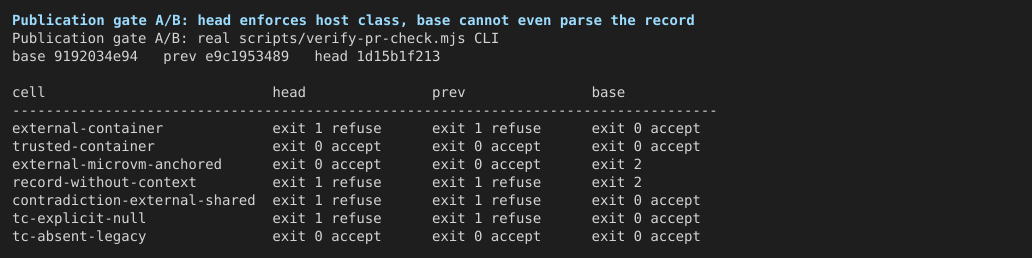 Publication gate A/B: head enforces host class, base cannot even parse the record
Publication gate A/B: real scripts/verify-pr-check.mjs CLI
base 9192034e94   prev e9c1953489   head 1d15b1f213
cell                            head               prev               base
--------------------------------------------------------------------------------------
external-container              exit 1 refuse      exit 1 refuse      exit 0 accept
trusted-container               exit 0 accept      exit 0 accept      exit 0 accept
external-microvm-anchored       exit 0 accept      exit 0 accept      exit 2
record-without-context          exit 1 refuse      exit 1 refuse      exit 2
contradiction-external-shared   exit 1 refuse      exit 1 refuse      exit 0 accept
tc-explicit-null                exit 1 refuse      exit 1 refuse      exit 0 accept
tc-absent-legacy                exit 0 accept      exit 0 accept      exit 0 accept